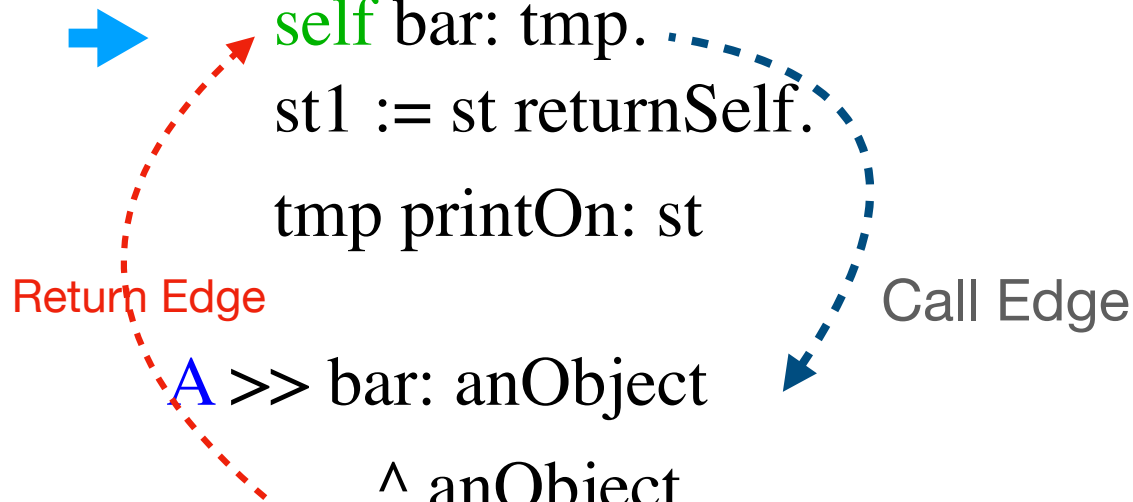 self bar: tmp.
st1 := st returnSelf.
tmp printOn: st
Return Edge
Call Edge
A >> bar: anObject
^ anObject